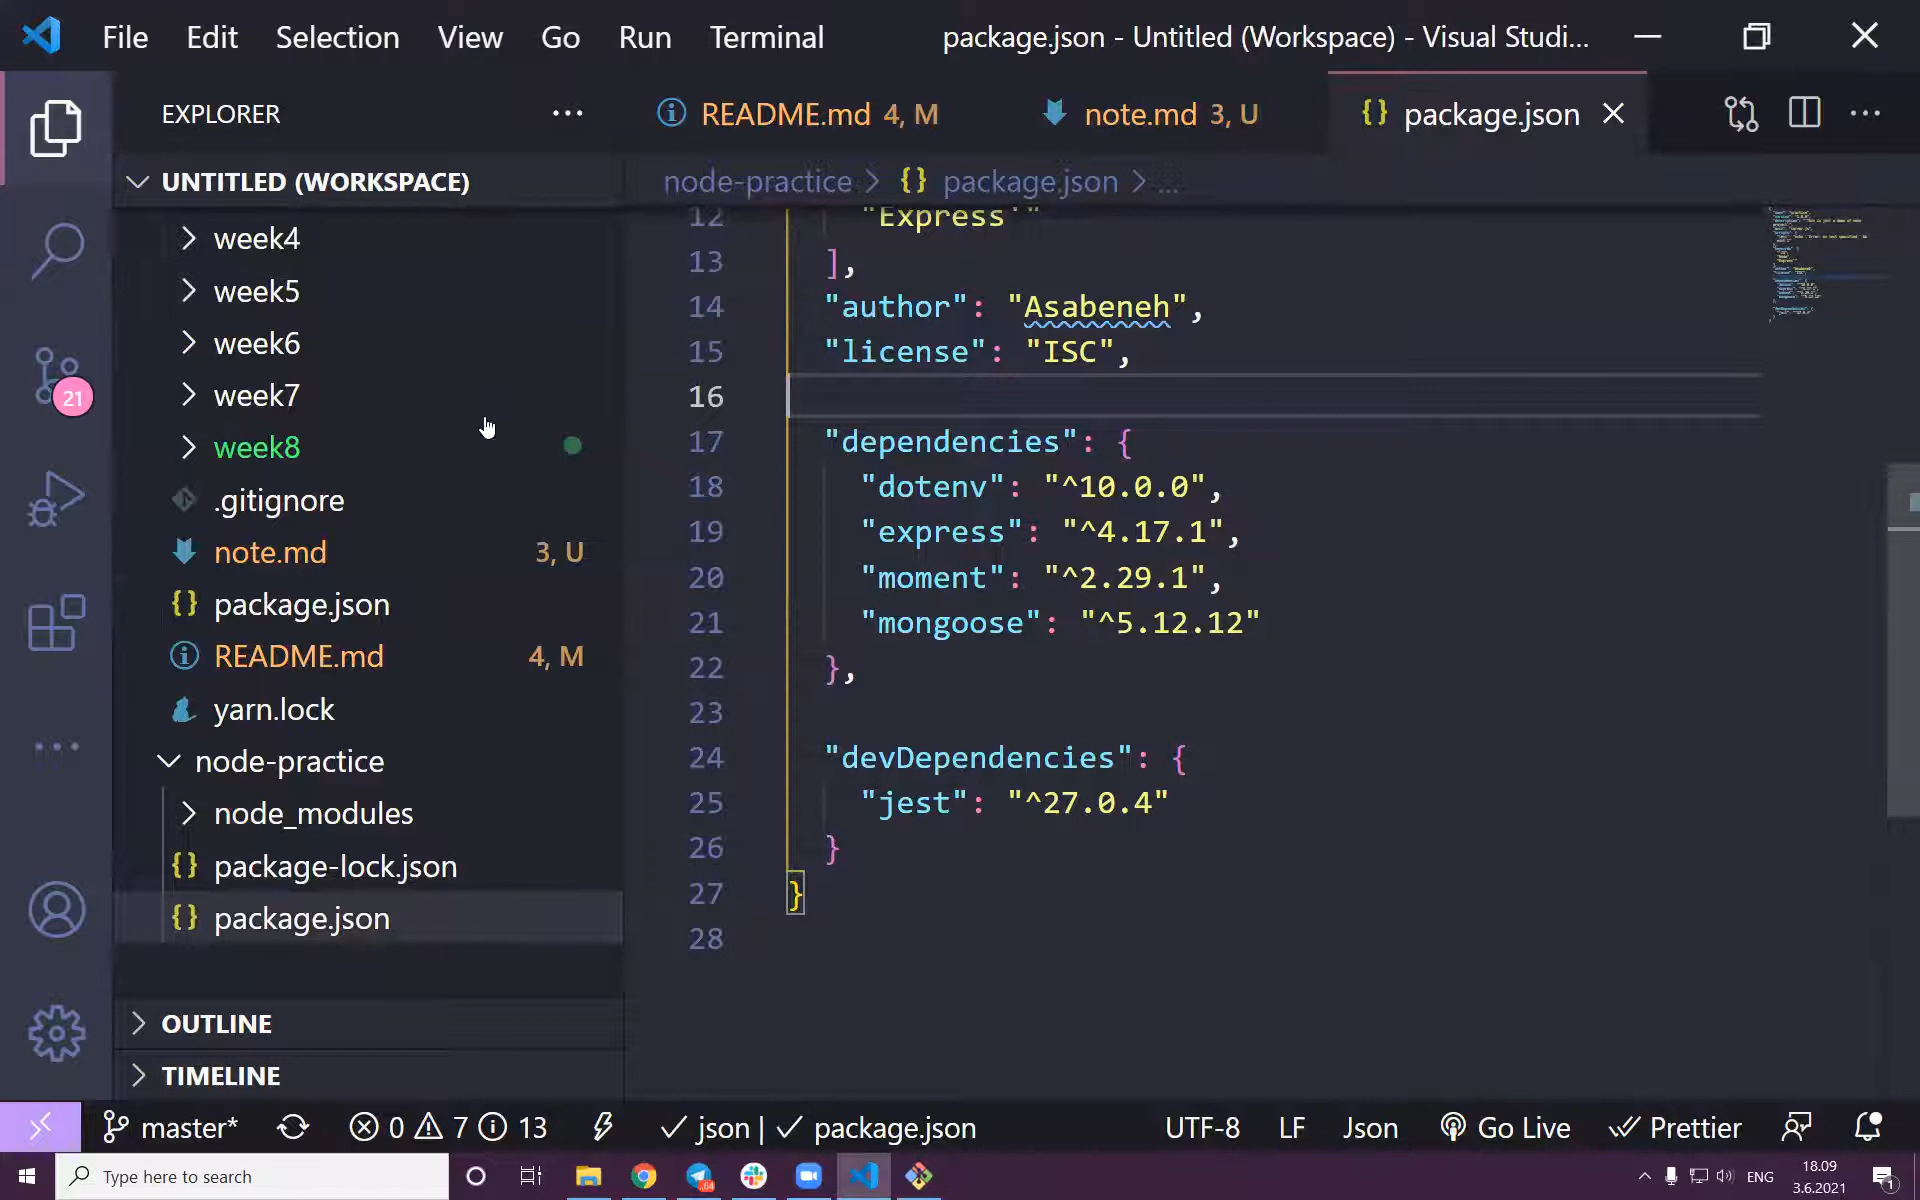 File Edit Selection View Go Run Terminal package.json - Untitled (Workspace) - Visual Studi...
EXPLORER
README.md 4, M note.md 3, U package.json
UNTITLED (WORKSPACE)
node-practice > package.json > ...
week4
week5
week6
week7
week8
.gitignore
note.md 3, U
package.json
README.md 4, M
yarn.lock
node-practice
node_modules
package-lock.json
package.json
OUTLINE
TIMELINE
21
12 "Express'"
13 ],
14 "author": "Asabeneh",
15 "license": "ISC",
16
17 "dependencies": {
18 "dotenv": "^10.0.0",
19 "express": "^4.17.1",
20 "moment": "^2.29.1",
21 "mongoose": "^5.12.12"
22 },
23
24 "devDependencies": {
25 "jest": "^27.0.4"
26 }
27 }
28
master* 0 7 13 json | package.json UTF-8 LF Json Go Live Prettier
Type here to search ENG 18.09
3.6.2021 1